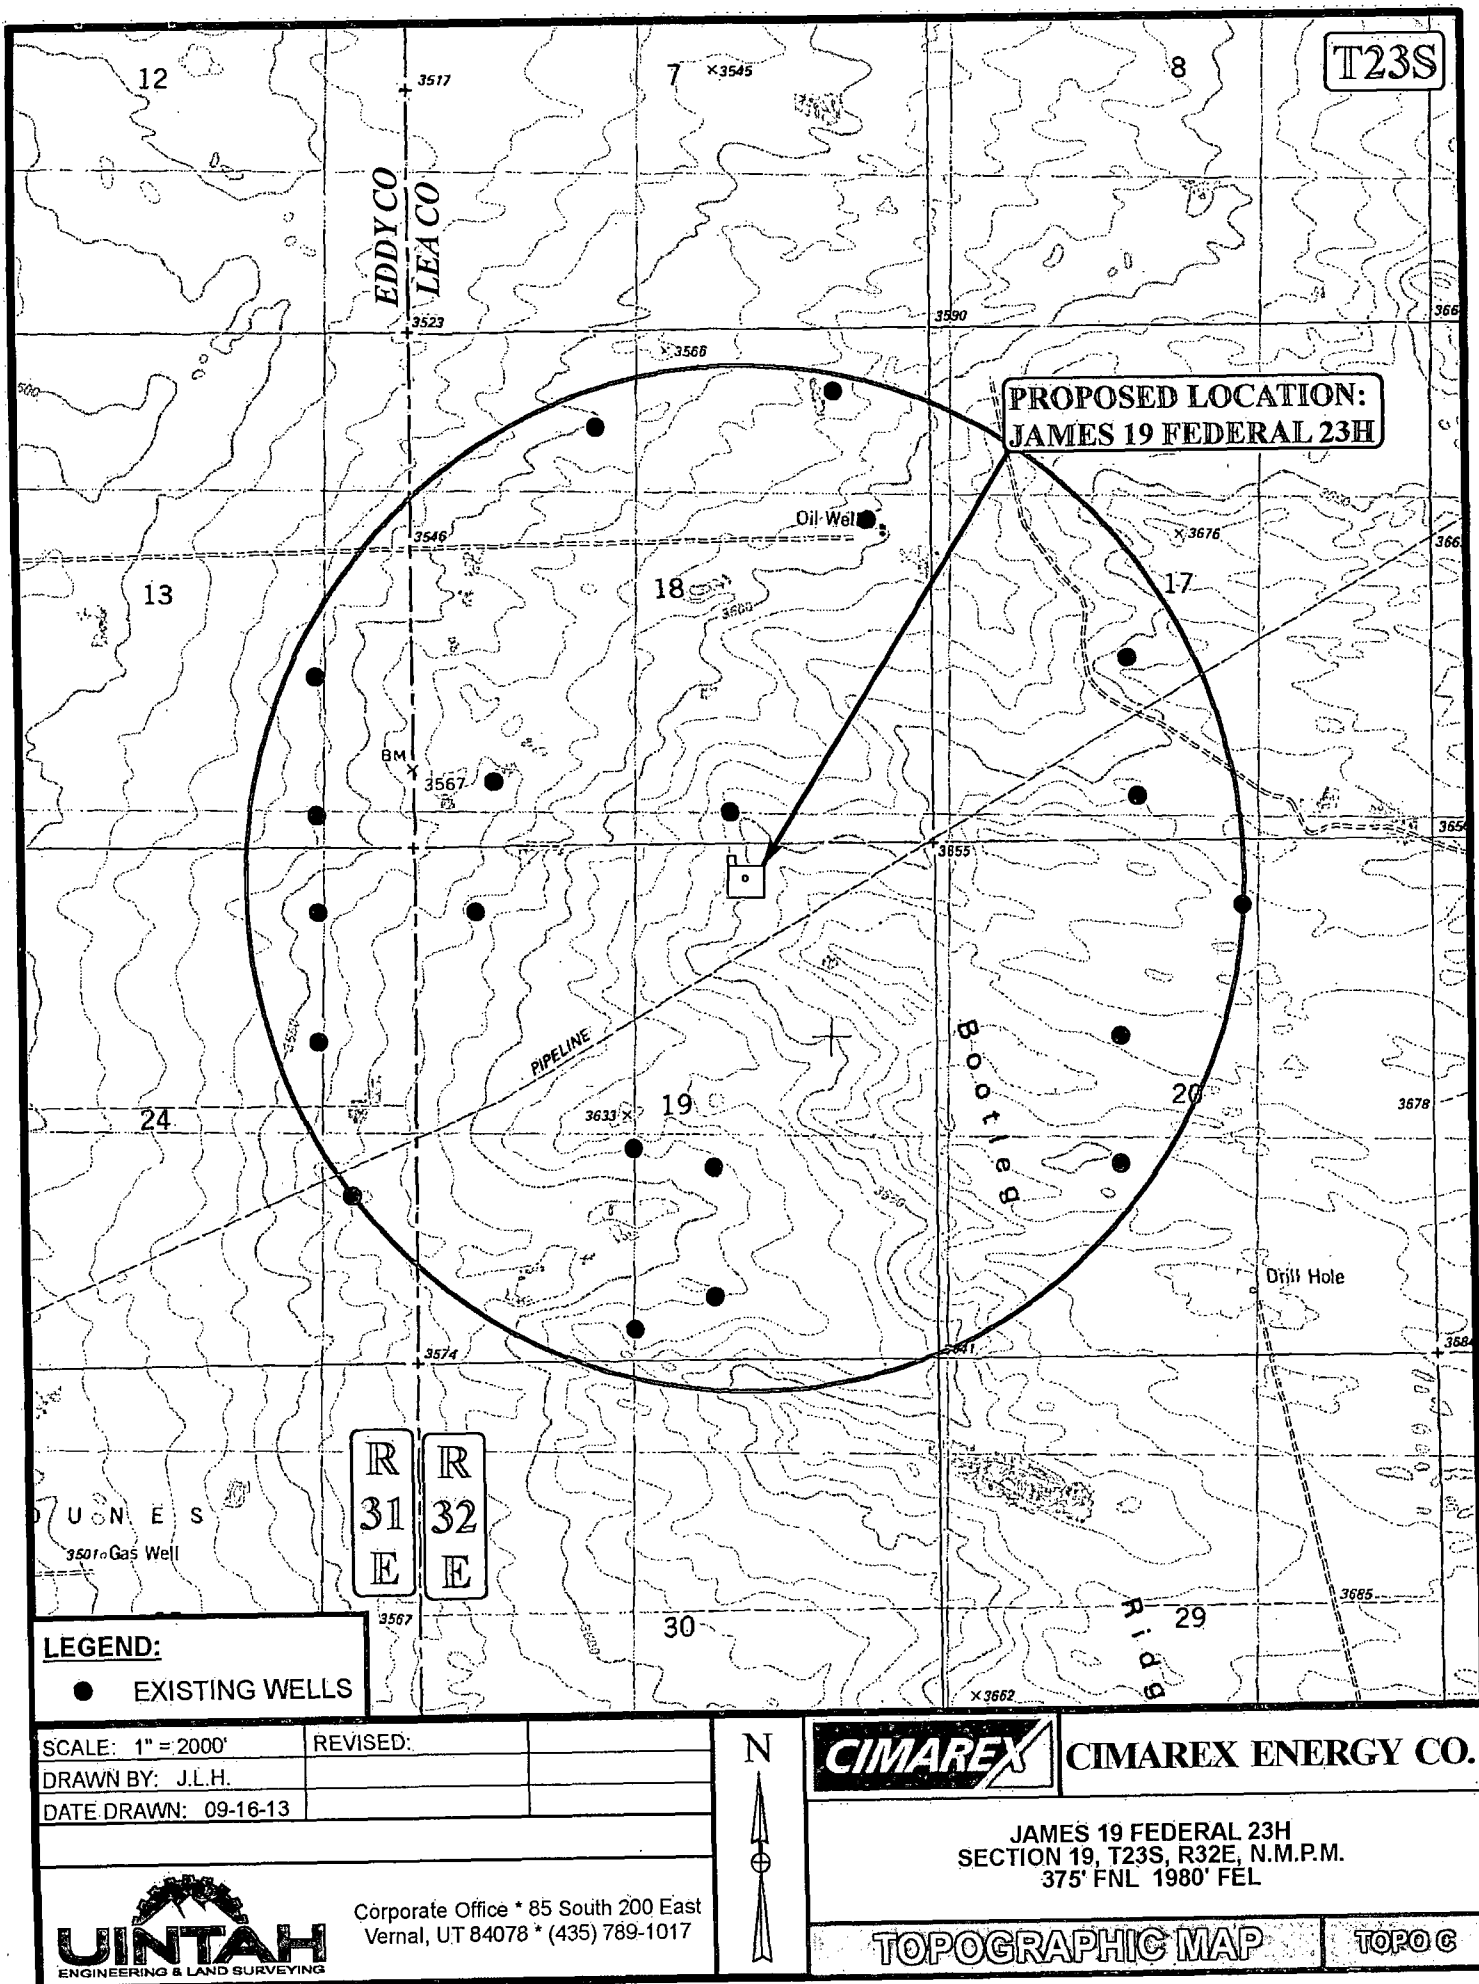 12
3517
7
×3545
8
T23S
EDDY CO
LEA CO
3523
3566
3590
PROPOSED LOCATION:
JAMES 19 FEDERAL 23H
Oil Well
3546
×3676
13
18
3600
17
BM
3567
3655
PIPELINE
3633
19
24
20
3678
Bootleg
3650
Drill Hole
3574
R
31
E
R
32
E
DUNES
3501 Gas Well
3567
30
29
3685
Ridg
×3662
LEGEND:
EXISTING WELLS
SCALE: 1" = 2000'
REVISED:
DRAWN BY: J.L.H.
DATE DRAWN: 09-16-13
N
CIMAREX
CIMAREX ENERGY CO.
JAMES 19 FEDERAL 23H
SECTION 19, T23S, R32E, N.M.P.M.
375' FNL 1980' FEL
UINTAH
ENGINEERING & LAND SURVEYING
Corporate Office * 85 South 200 East
Vernal, UT 84078 * (435) 789-1017
TOPOGRAPHIC MAP
TOPO C